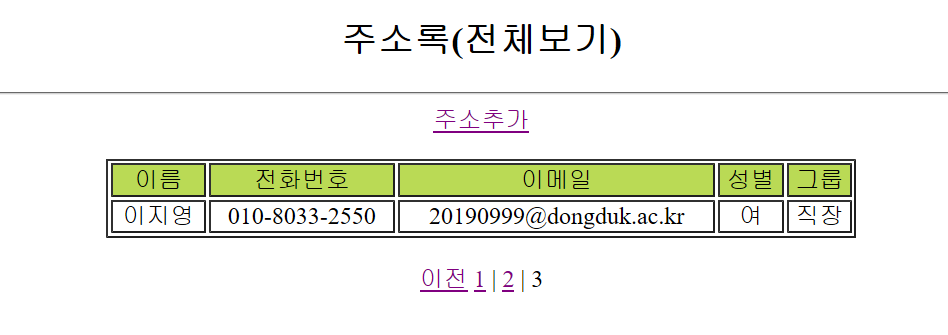 주소록(전체보기)
주소추가
이름 전화번호 이메일 성별 그룹
이지영 010-8033-2550 20190999@dongduk.ac.kr 여 직장
이전 1 | 2 | 3